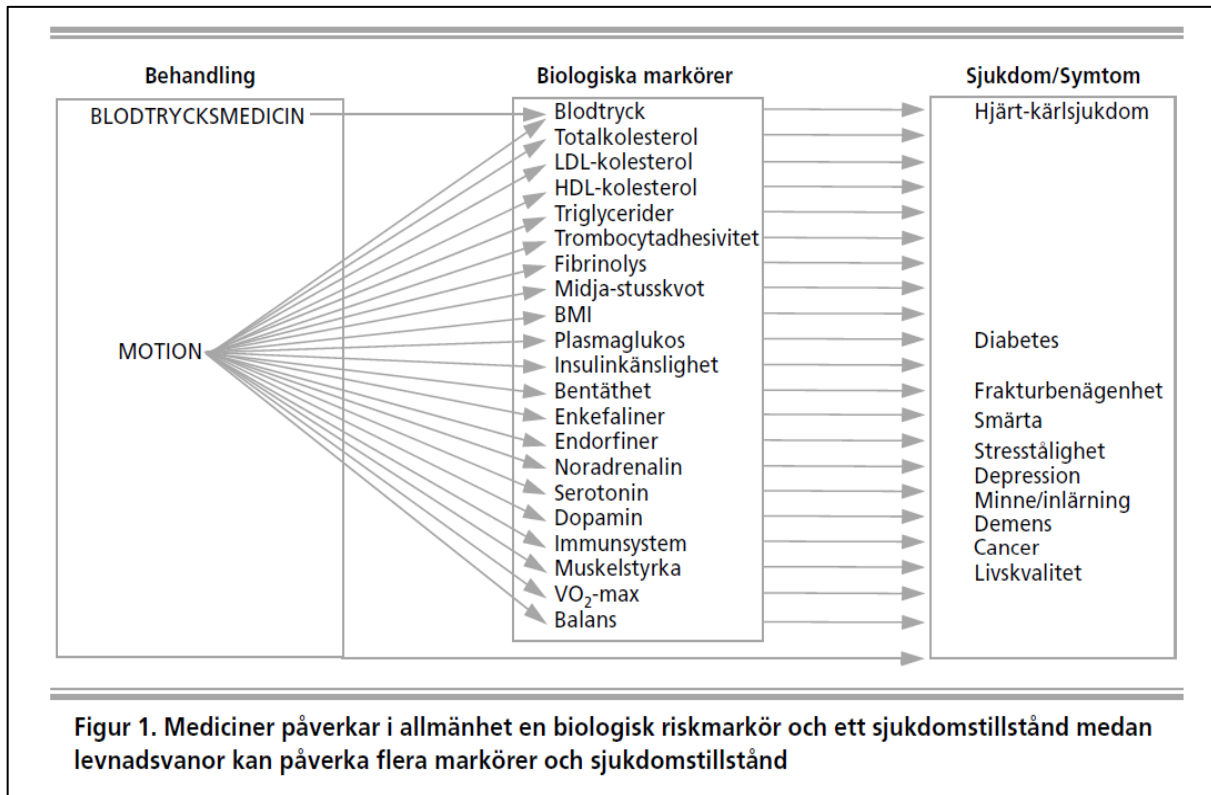 Behandling
BLODTRYCKSMEDICIN
MOTION
Biologiska markörer
Blodtryck
Totalkolesterol
LDL-kolesterol
HDL-kolesterol
Triglycerider
Trombocytadhesivitet
Fibrinolys
Midja-stusskvot
BMI
Plasmaglukos
Insulinkänslighet
Bentäthet
Enkefaliner
Endorfiner
Noradrenalin
Serotonin
Dopamin
Immunsystem
Muskelstyrka
VO₂-max
Balans
Sjukdom/Symtom
Hjärt-kärlsjukdom
Diabetes
Frakturbenägenhet
Smärta
Stresstålighet
Depression
Minne/inlärning
Demens
Cancer
Livskvalitet
Figur 1. Mediciner påverkar i allmänhet en biologisk riskmarkör och ett sjukdomstillstånd medan
levnadsvanor kan påverka flera markörer och sjukdomstillstånd